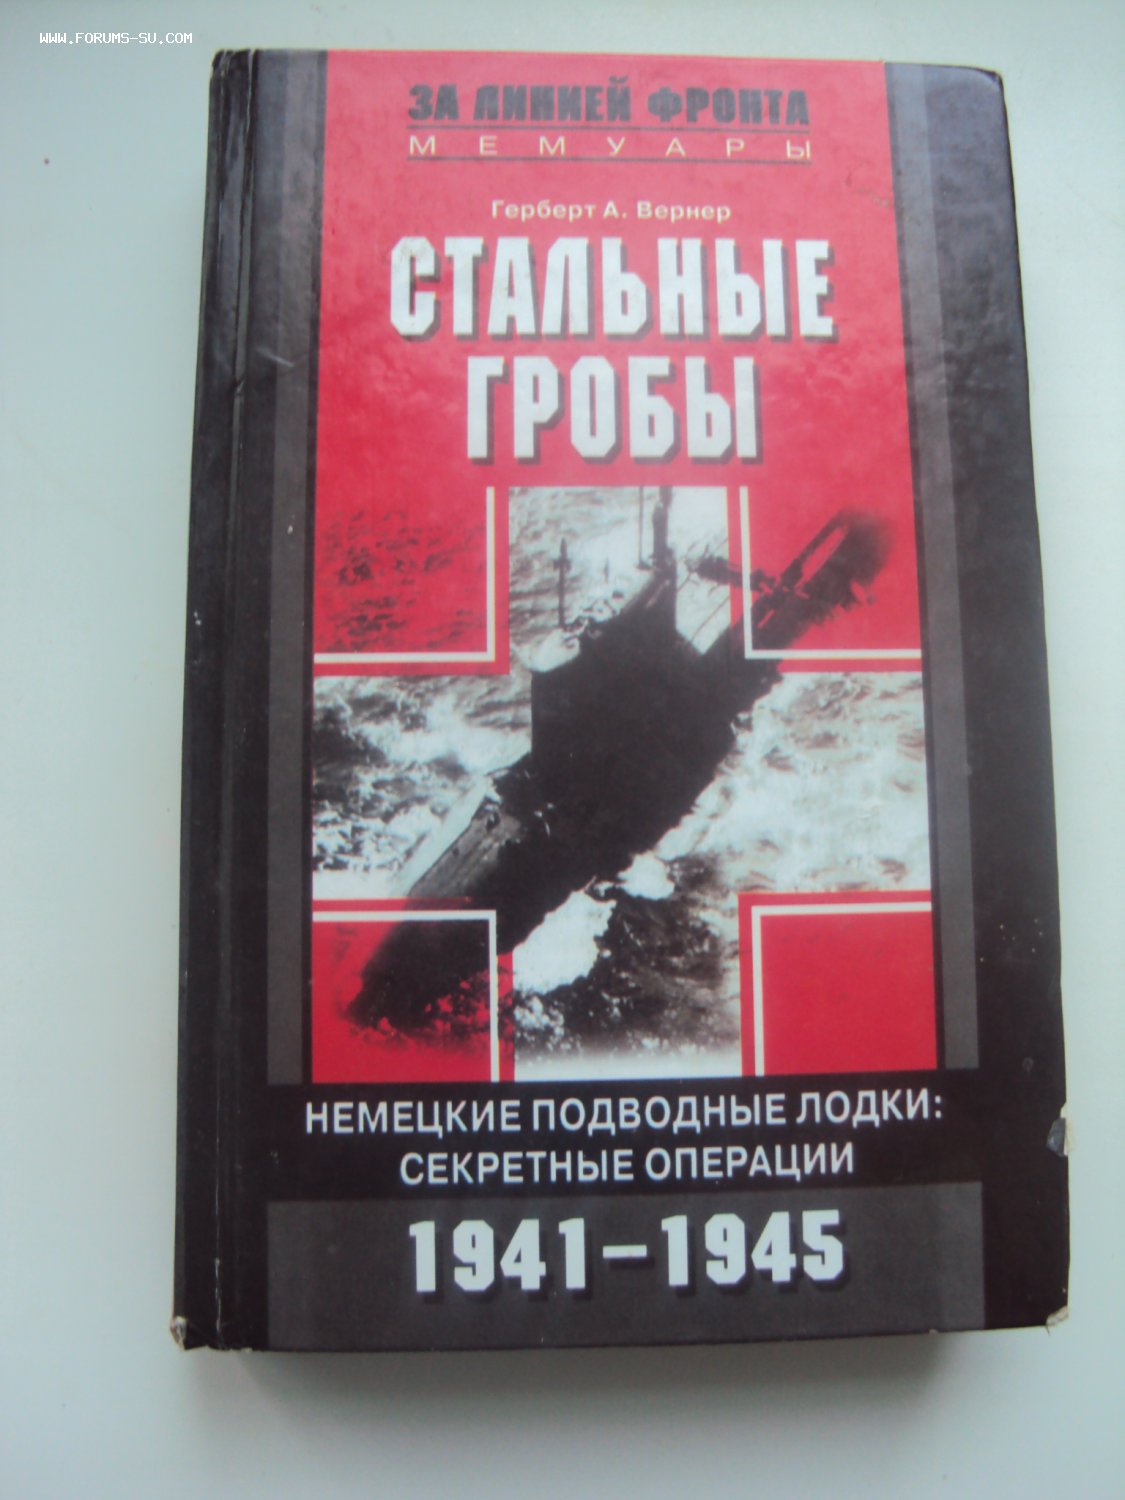 WWW.FORUMS-SU.COM
ЗА ЛИНИЕЙ ФРОНТА
МЕМУАРЫ
Герберт А. Вернер
СТАЛЬНЫЕ
ГРОБЫ
НЕМЕЦКИЕ ПОДВОДНЫЕ ЛОДКИ:
СЕКРЕТНЫЕ ОПЕРАЦИИ
1941–1945